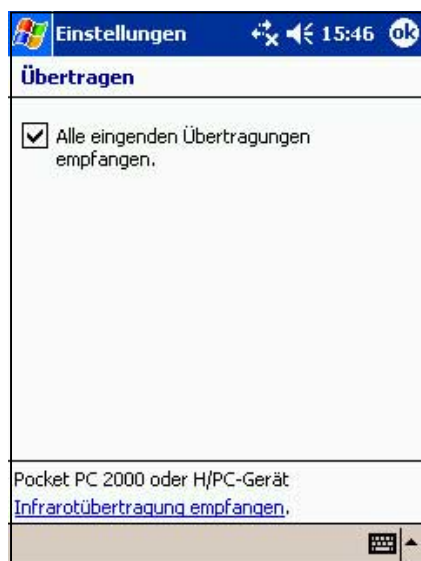 Einstellungen 15:46 ok
Übertragen
Alle eingenden Übertragungen
empfangen.
Pocket PC 2000 oder H/PC-Gerät
Infrarotübertragung empfangen.